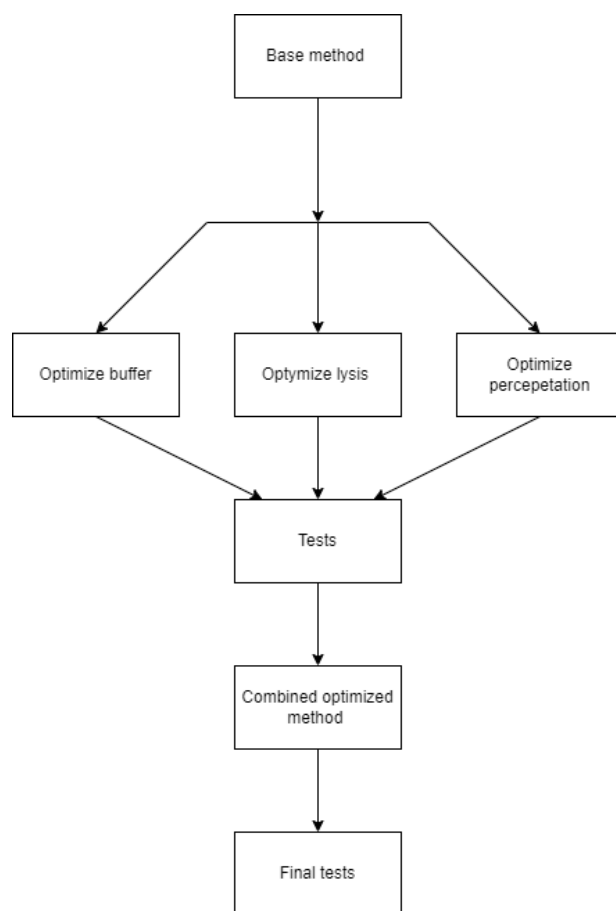 Base method
Optimize buffer
Optymize lysis
Optimize
percepetation
Tests
Combined optimized
method
Final tests